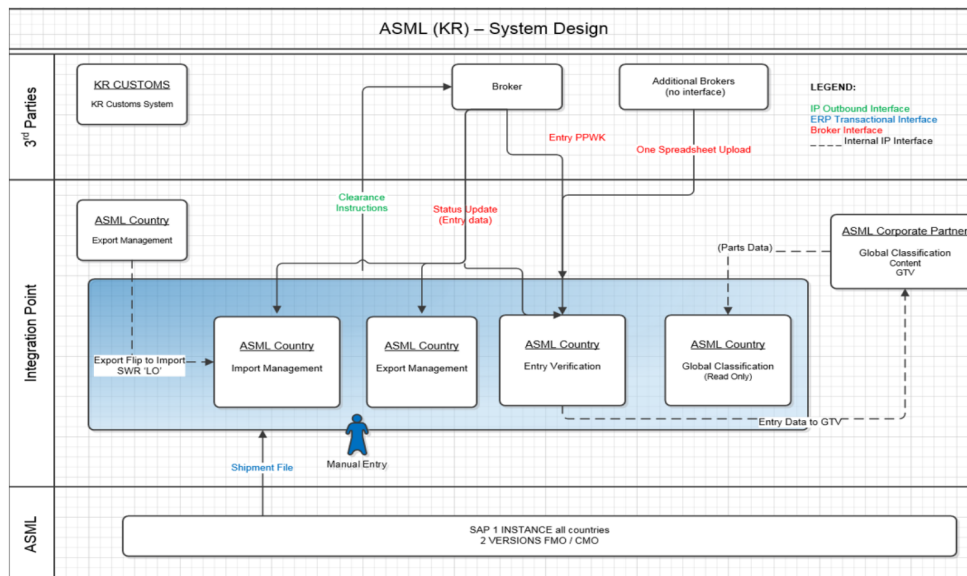 ASML (KR) – System Design
3rd Parties
KR CUSTOMS
KR Customs System
Broker
Additional Brokers
(no interface)
LEGEND:
IP Outbound Interface
ERP Transactional Interface
Broker Interface
Internal IP Interface
Entry PPWK
One Spreadsheet Upload
Integration Point
Clearance
Instructions
Status Update
(Entry data)
ASML Country
Export Management
(Parts Data)
ASML Corporate Partner
Global Classification
Content
GTV
Export Flip to Import
SWR 'LO'
ASML Country
Import Management
ASML Country
Export Management
ASML Country
Entry Verification
ASML Country
Global Classification
(Read Only)
Entry Data to GTV
Manual Entry
Shipment File
ASML
SAP 1 INSTANCE all countries
2 VERSIONS FMO / CMO